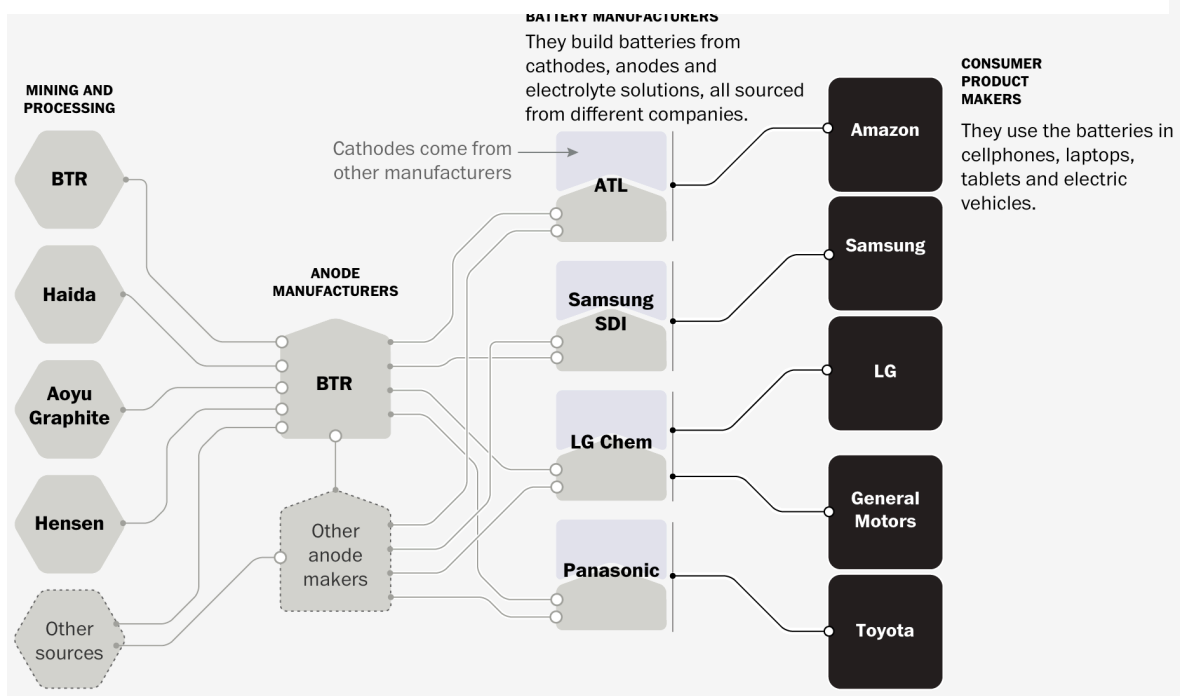 BATTERY MANUFACTURERS
They build batteries from
cathodes, anodes and
electrolyte solutions, all sourced
from different companies.
CONSUMER
PRODUCT
MAKERS
They use the batteries in
cellphones, laptops,
tablets and electric
vehicles.
MINING AND
PROCESSING
BTR
Haida
Aoyu
Graphite
Hensen
Other
sources
ANODE
MANUFACTURERS
BTR
Other
anode
makers
Cathodes come from
other manufacturers
ATL
Samsung
SDI
LG Chem
Panasonic
Amazon
Samsung
LG
General
Motors
Toyota